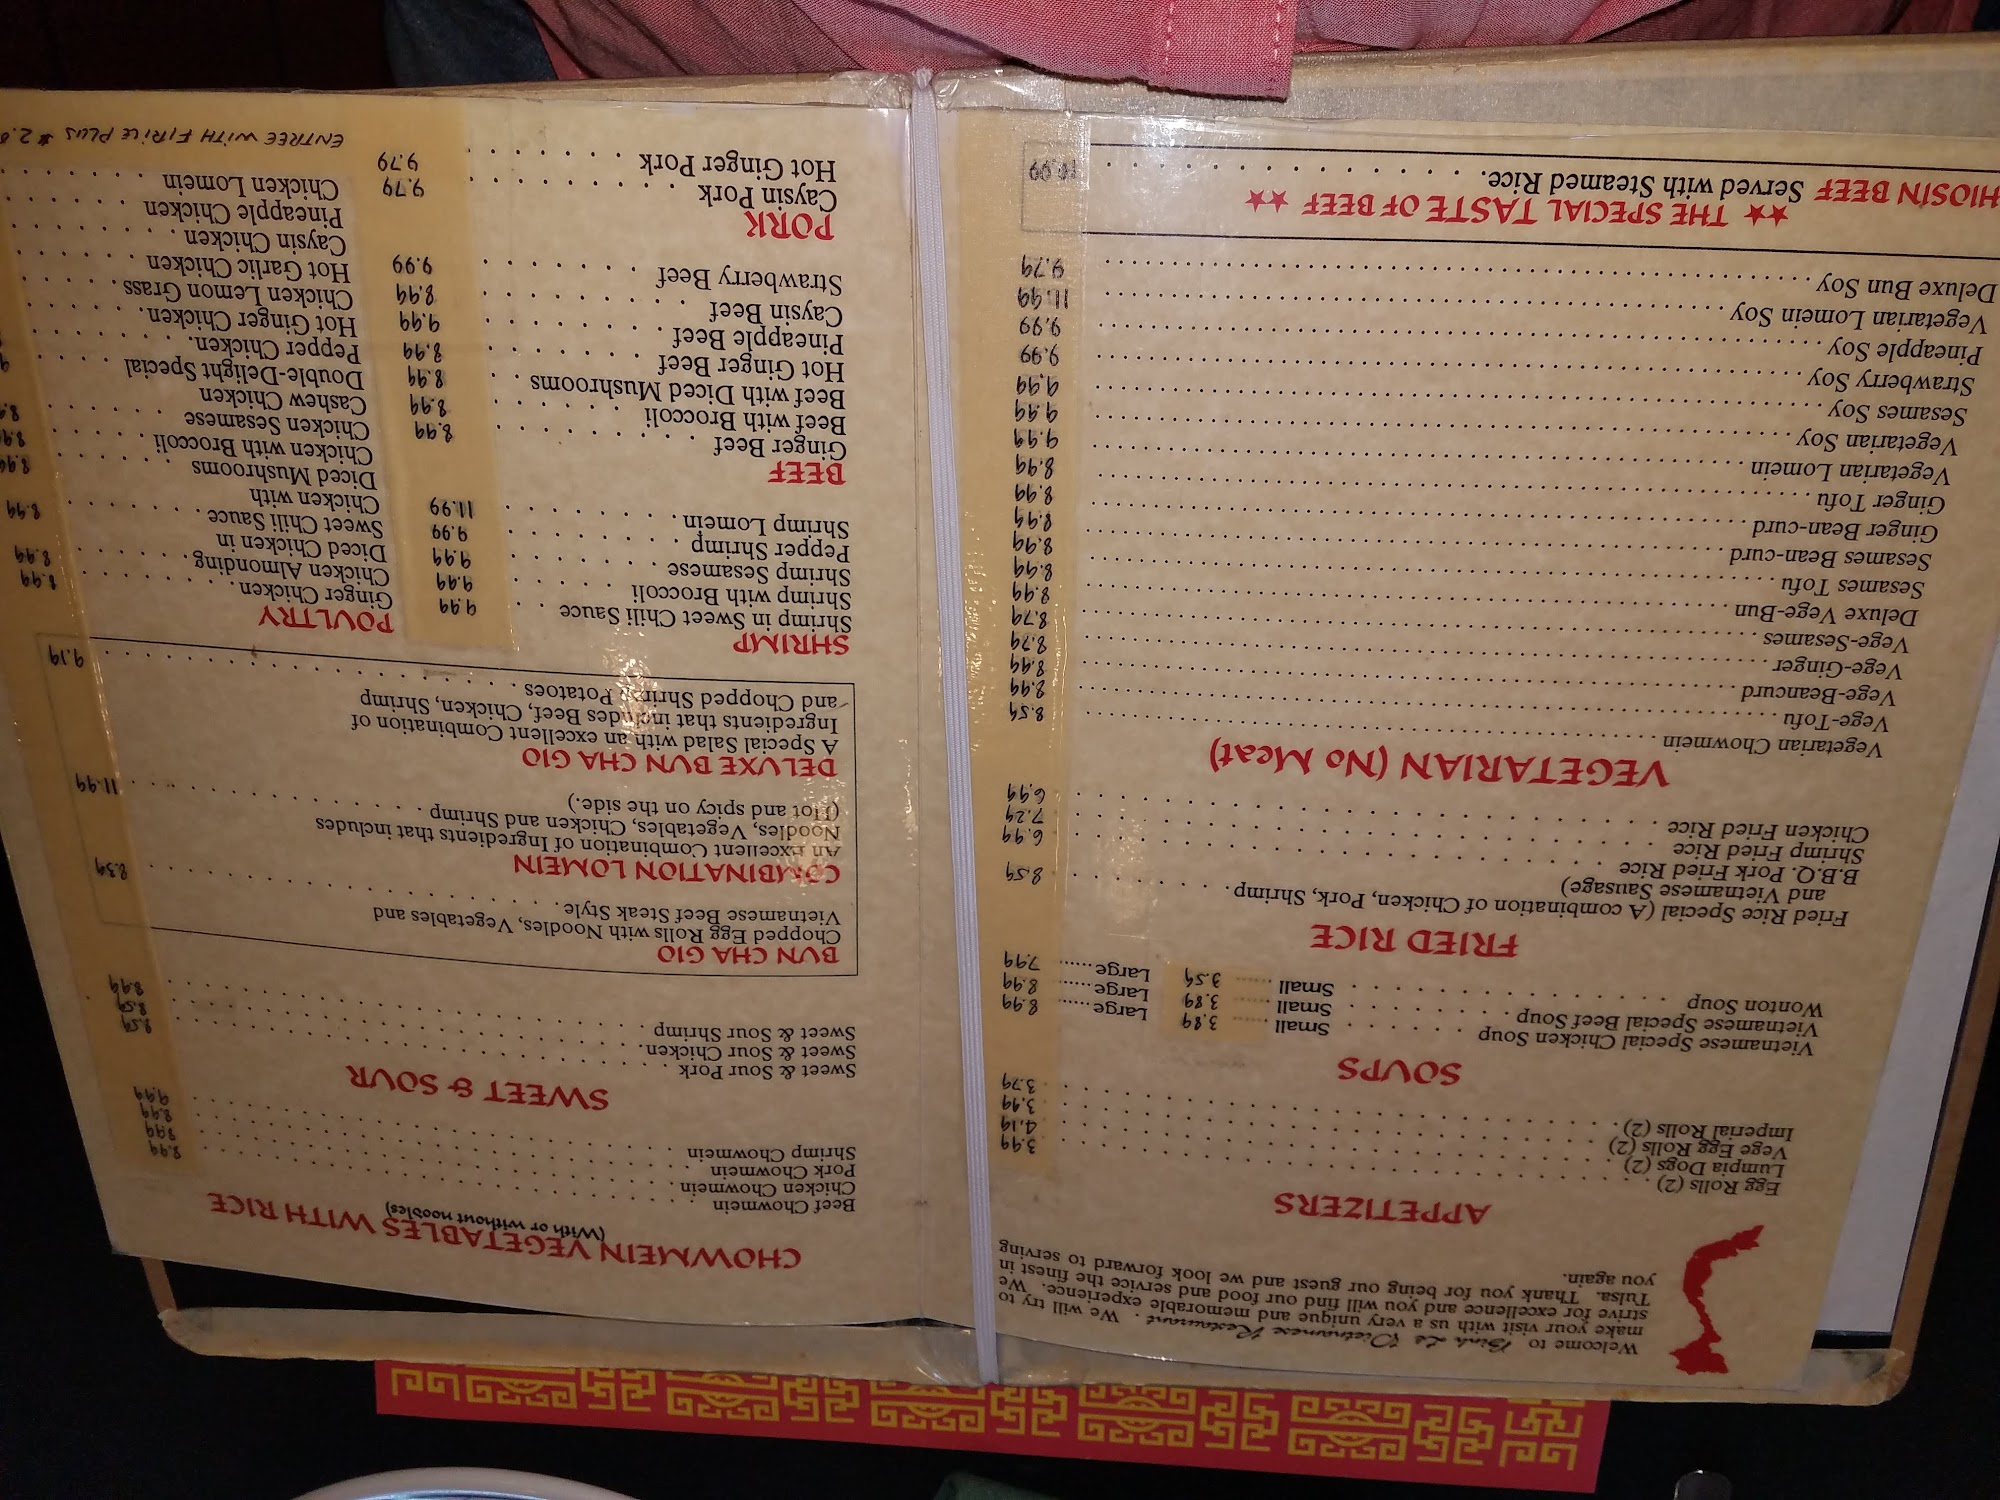 Welcome to Binh Le Vietnamese Restaurant. We will try to
make your visit with us a very unique and memorable experience. We
strive for excellence and you will find our food and service the finest in
Tulsa. Thank you for being our guest and we look forward to serving
you again.
APPETIZERS
Egg Rolls (2) 3.99
Lumpia Dogs (2) 4.19
Vege Egg Rolls (2) 3.99
Imperial Rolls (2) 3.79
SOUPS
Vietnamese Special Chicken Soup Small 3.89 Large 8.99
Vietnamese Special Beef Soup Small 3.89 Large 8.99
Wonton Soup Small 3.59 Large 7.99
FRIED RICE
Fried Rice Special (A combination of Chicken, Pork, Shrimp,
and Vietnamese Sausage) 8.59
B.B.Q. Pork Fried Rice 6.99
Shrimp Fried Rice 7.29
Chicken Fried Rice 6.99
VEGETARIAN (No Meat)
Vegetarian Chowmein 8.59
Vege-Tofu 8.99
Vege-Beancurd 8.99
Vege-Ginger 8.79
Vege-Sesames 8.79
Deluxe Vege-Bun 8.99
Sesames Tofu 8.99
Sesames Bean-curd 8.99
Ginger Bean-curd 8.99
Ginger Tofu 8.99
Vegetarian Lomein 8.99
Vegetarian Soy 9.99
Sesames Soy 9.99
Strawberry Soy 9.99
Pineapple Soy 9.99
Vegetarian Lomein Soy 11.99
Deluxe Bun Soy 9.79
★★ THE SPECIAL TASTE OF BEEF ★★
HIOSIN BEEF Served with Steamed Rice.
CHOWMEIN VEGETABLES WITH RICE
(With or without noodles)
Beef Chowmein 8.99
Chicken Chowmein 8.99
Pork Chowmein 8.99
Shrimp Chowmein 9.99
SWEET & SOUR
Sweet & Sour Pork 8.59
Sweet & Sour Chicken 8.59
Sweet & Sour Shrimp 8.99
BUN CHA GIO
Chopped Egg Rolls with Noodles, Vegetables and
Vietnamese Beef Steak Style 8.39
COMBINATION LOMEIN
An Excellent Combination of Ingredients that includes
Noodles, Vegetables, Chicken and Shrimp
(Hot and spicy on the side.) 11.99
DELUXE BUN CHA GIO
A Special Salad with an excellent Combination of
Ingredients that includes Beef, Chicken, Shrimp
and Chopped Shrimp Potatoes 9.19
SHRIMP
Shrimp in Sweet Chili Sauce 9.99
Shrimp with Broccoli 9.99
Shrimp Sesamese 9.99
Pepper Shrimp 9.99
Shrimp Lomein 11.99
BEEF
Ginger Beef 8.99
Beef with Broccoli 8.99
Beef with Diced Mushrooms 8.99
Hot Ginger Beef 8.99
Pineapple Beef 9.99
Caysin Beef 8.99
Strawberry Beef 9.99
PORK
Caysin Pork 9.79
Hot Ginger Pork 9.79
POULTRY
Ginger Chicken 8.99
Chicken Almonding 8.99
Diced Chicken in
Sweet Chili Sauce 8.99
Chicken with
Diced Mushrooms
Chicken with Broccoli
Chicken Sesamese
Cashew Chicken
Double-Delight Special
Pepper Chicken
Hot Ginger Chicken
Chicken Lemon Grass
Hot Garlic Chicken
Caysin Chicken
Pineapple Chicken
Chicken Lomein
ENTREE WITH F/RICE PLUS